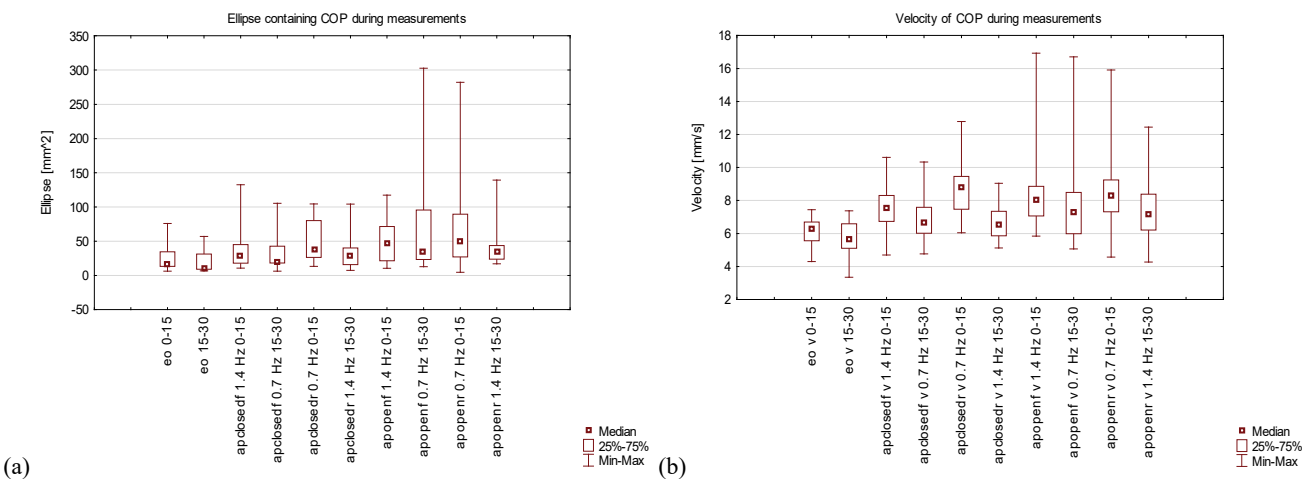 Ellipse containing COP during measurements
350
300
250
200
150
100
50
0
-50
Ellipse [mm^2]
eo 0-15
eo 15-30
apclosedf 1.4 Hz 0-15
apclosedf 0.7 Hz 15-30
apclosedr 0.7 Hz 0-15
apclosedr 1.4 Hz 15-30
apopenf 1.4 Hz 0-15
apopenf 0.7 Hz 15-30
apopenr 0.7 Hz 0-15
apopenr 1.4 Hz 15-30
Median
25%-75%
Min-Max
(a)
Velocity of COP during measurements
18
16
14
12
10
8
6
4
2
Velocity [mm/s]
eo v 0-15
eo v 15-30
apclosedf v 1.4 Hz 0-15
apclosedf v 0.7 Hz 15-30
apclosedr v 0.7 Hz 0-15
apclosedr v 1.4 Hz 15-30
apopenf v 1.4 Hz 0-15
apopenf v 0.7 Hz 15-30
apopenr v 0.7 Hz 0-15
apopenr v 1.4 Hz 15-30
Median
25%-75%
Min-Max
(b)